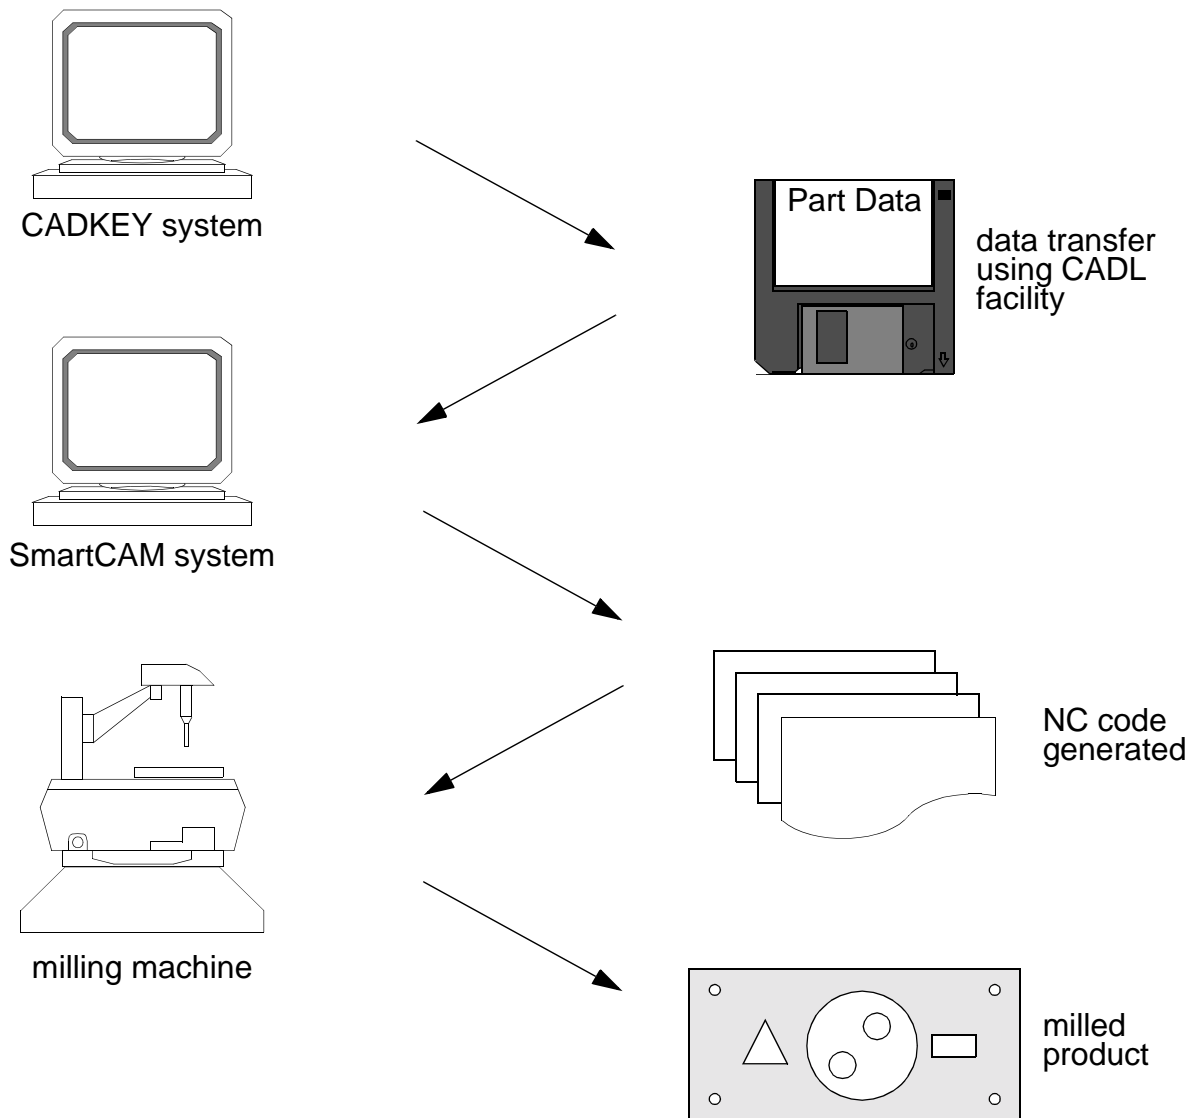 CADKEY system
Part Data
data transfer
using CADL
facility
SmartCAM system
NC code
generated
milling machine
milled
product